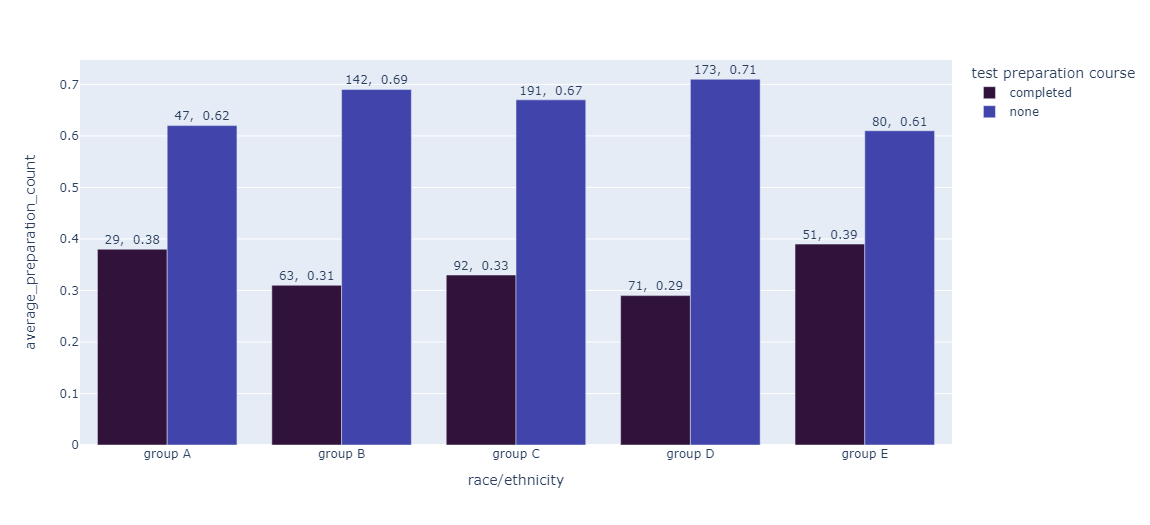 173,  0.71
142,  0.69
191,  0.67
47,  0.62
80,  0.61
29,  0.38
63,  0.31
92,  0.33
71,  0.29
51,  0.39
0.7
0.6
0.5
0.4
0.3
0.2
0.1
0
average_preparation_count
group A
group B
group C
group D
group E
race/ethnicity
test preparation course
completed
none